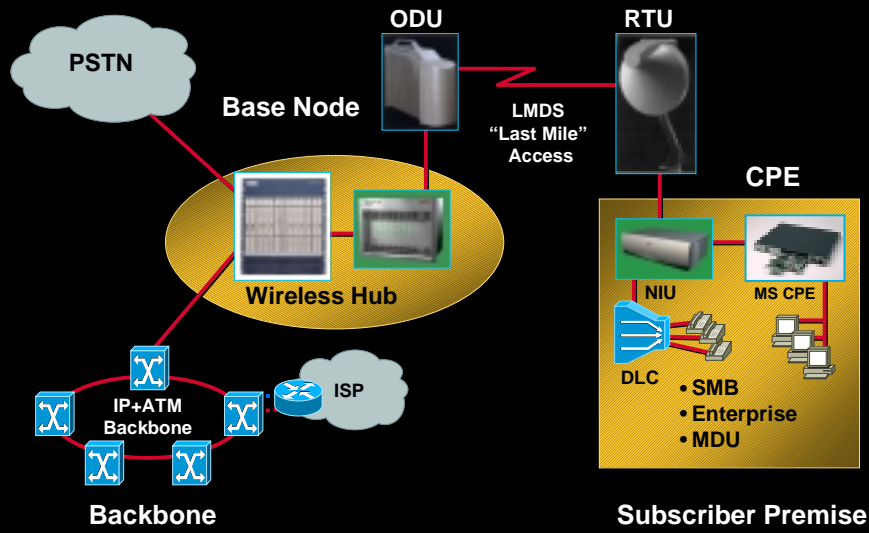 ODU
RTU
PSTN
Base Node
LMDS
“Last Mile”
Access
CPE
Wireless Hub
NIU
MS CPE
DLC
• SMB
• Enterprise
• MDU
IP+ATM
Backbone
ISP
Backbone
Subscriber Premise